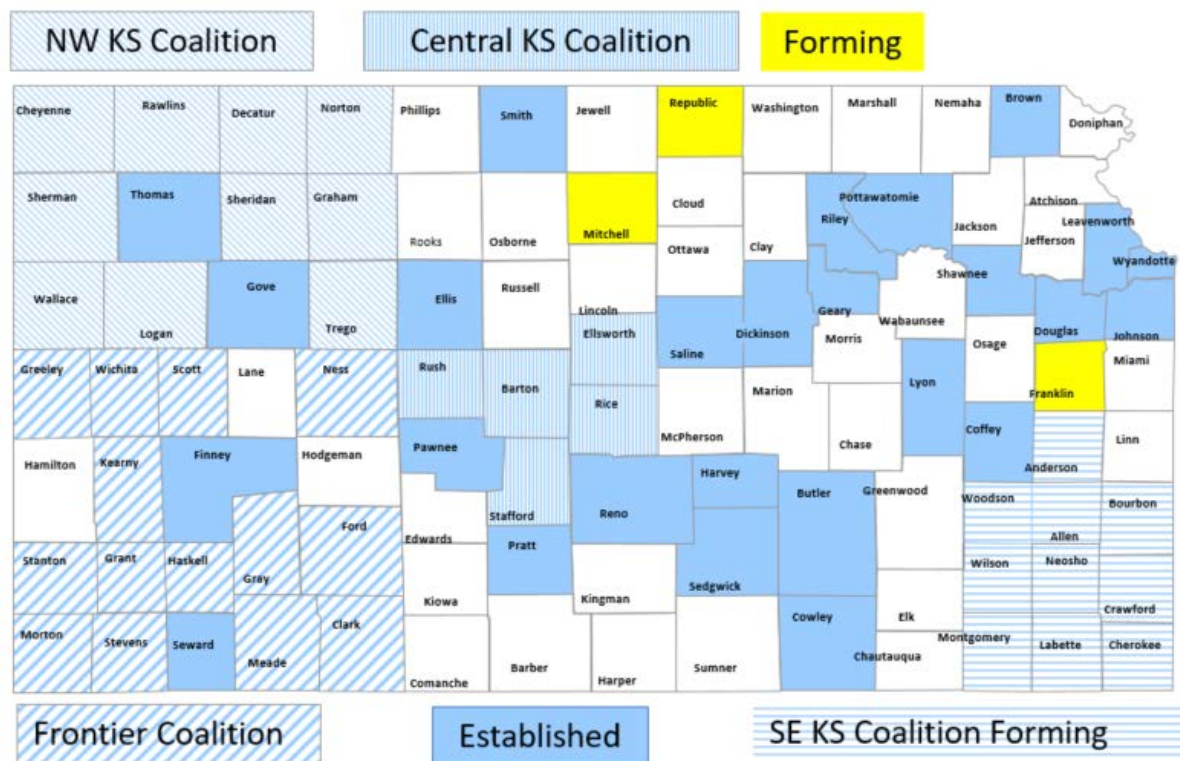 NW KS Coalition Central KS Coalition Forming
Cheyenne Rawlins Decatur Norton Phillips Smith Jewell Republic Washington Marshall Nemaha Brown Doniphan
Sherman Thomas Sheridan Graham Rooks Osborne Mitchell Cloud Clay Riley Pottawatomie Jackson Atchison Jefferson Leavenworth Wyandotte
Ottawa
Wallace Logan Gove Trego Ellis Russell Lincoln Saline Dickinson Geary Wabaunsee Shawnee Douglas Johnson
Ellsworth Morris Osage
Greeley Wichita Scott Lane Ness Rush Barton Rice McPherson Marion Chase Lyon Coffey Franklin Miami
Anderson Linn
Hamilton Kearny Finney Hodgeman Pawnee Stafford Reno Harvey Butler Greenwood Woodson Allen Bourbon
Edwards
Stanton Grant Haskell Gray Ford Kiowa Pratt Kingman Sedgwick Elk Wilson Neosho Crawford
Morton Stevens Seward Meade Clark Comanche Barber Harper Sumner Cowley Chautauqua Montgomery Labette Cherokee
Frontier Coalition Established SE KS Coalition Forming